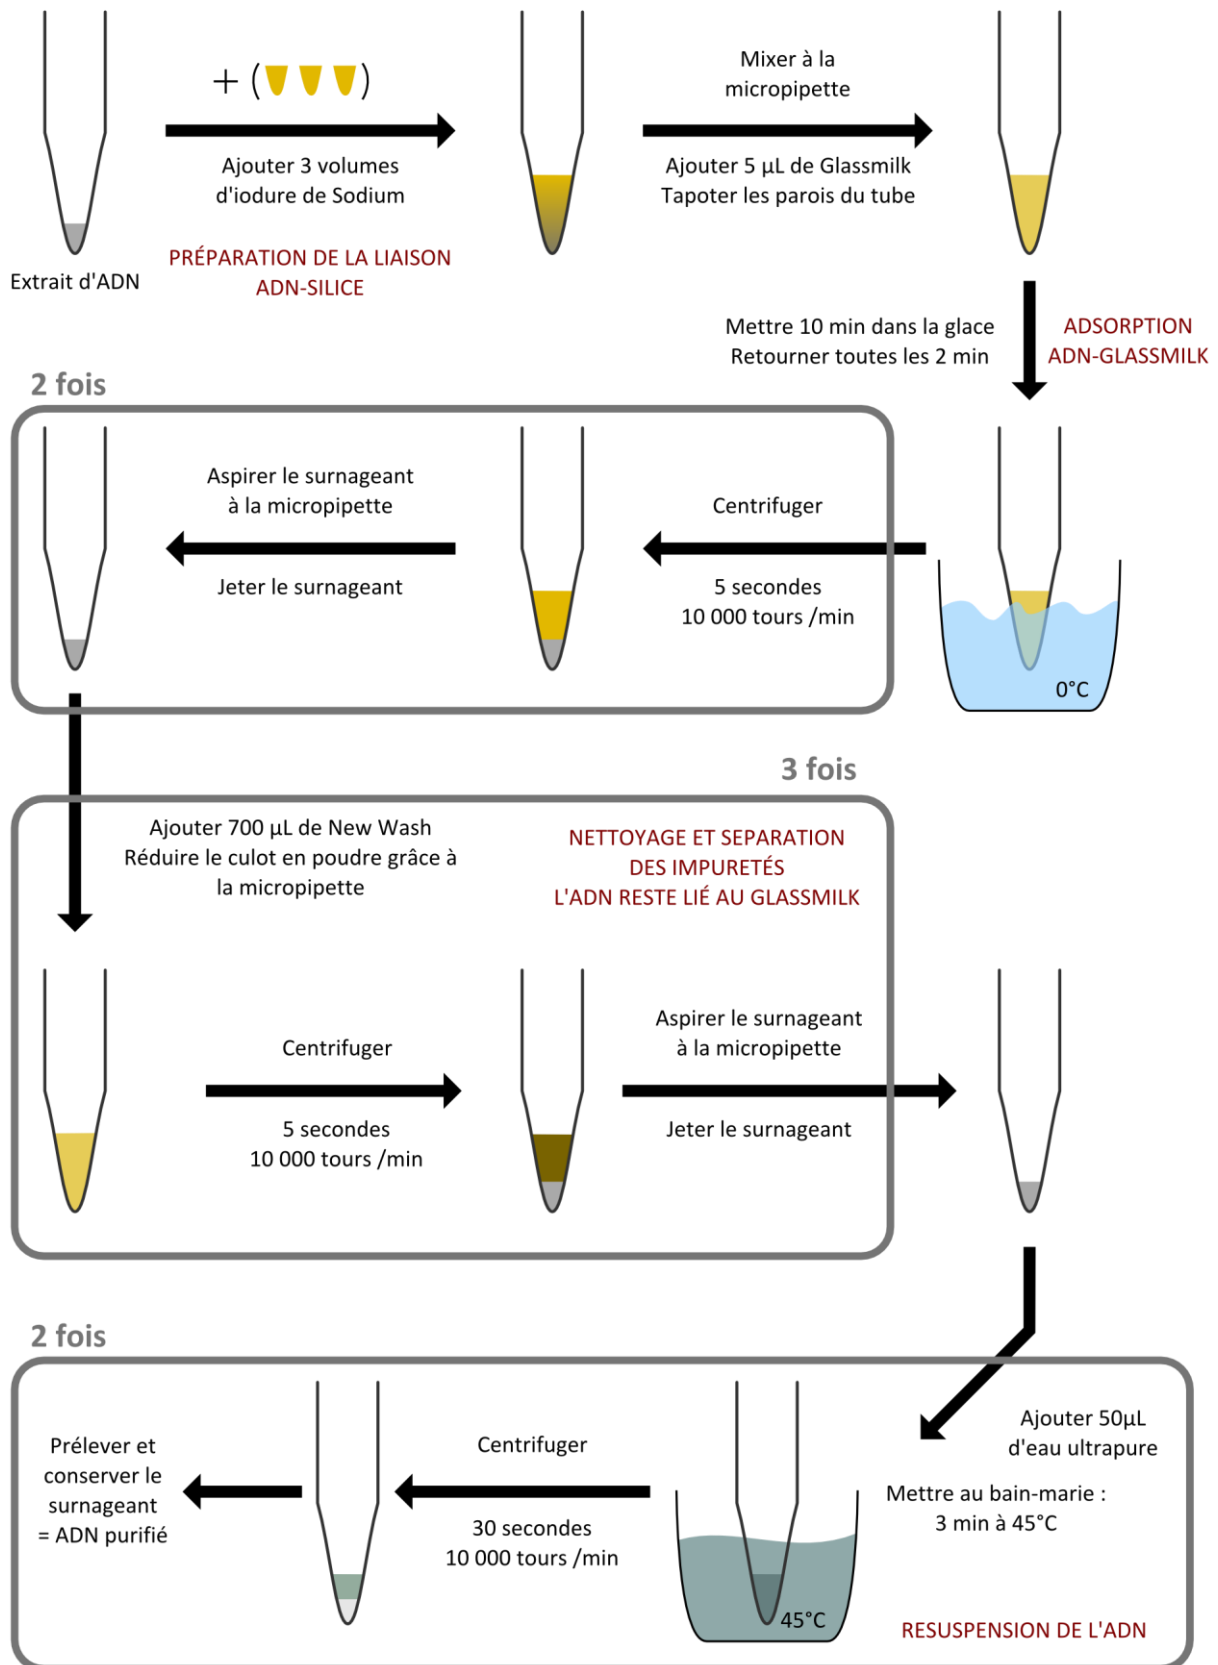 + ( )
Ajouter 3 volumes
d'iodure de Sodium
Extrait d'ADN
PRÉPARATION DE LA LIAISON
ADN-SILICE
Mixer à la
micropipette
Ajouter 5 µL de Glassmilk
Tapoter les parois du tube
Mettre 10 min dans la glace
Retourner toutes les 2 min
ADSORPTION
ADN-GLASSMILK
2 fois
Centrifuger
5 secondes
10 000 tours /min
0°C
Aspirer le surnageant
à la micropipette
Jeter le surnageant
3 fois
Ajouter 700 µL de New Wash
Réduire le culot en poudre grâce à
la micropipette
NETTOYAGE ET SEPARATION
DES IMPURETÉS
L'ADN RESTE LIÉ AU GLASSMILK
Centrifuger
5 secondes
10 000 tours /min
Aspirer le surnageant
à la micropipette
Jeter le surnageant
2 fois
Ajouter 50µL
d'eau ultrapure
Mettre au bain-marie :
3 min à 45°C
45°C
RESUSPENSION DE L'ADN
Centrifuger
30 secondes
10 000 tours /min
Prélever et
conserver le
surnageant
= ADN purifié